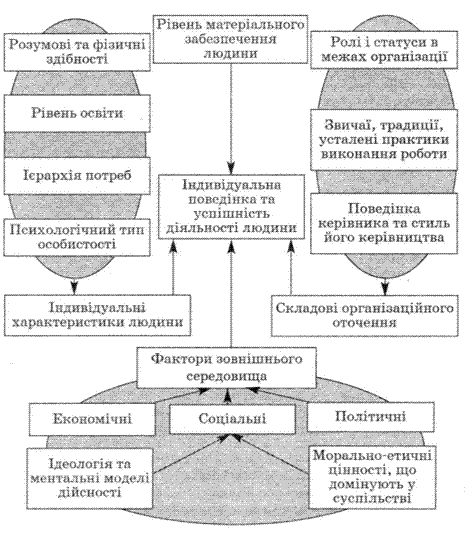 Розумові та фізичні
здібності
Рівень освіти
Ієрархія потреб
Психологічний тип
особистості
Індивідуальні
характеристики людини
Рівень матеріального
забезпечення
людини
Індивідуальна
поведінка та
успішність
діяльності людини
Ролі і статуси в
межах організації
Звичаї, традиції,
усталені практики
виконання роботи
Поведінка
керівника та стиль
його керівництва
Складові організаційного
оточення
Фактори зовнішнього
середовища
Економічні
Соціальні
Політичні
Ідеологія та
ментальні моделі
дійсності
Морально-етичні
цінності, що
домінують у
суспільстві